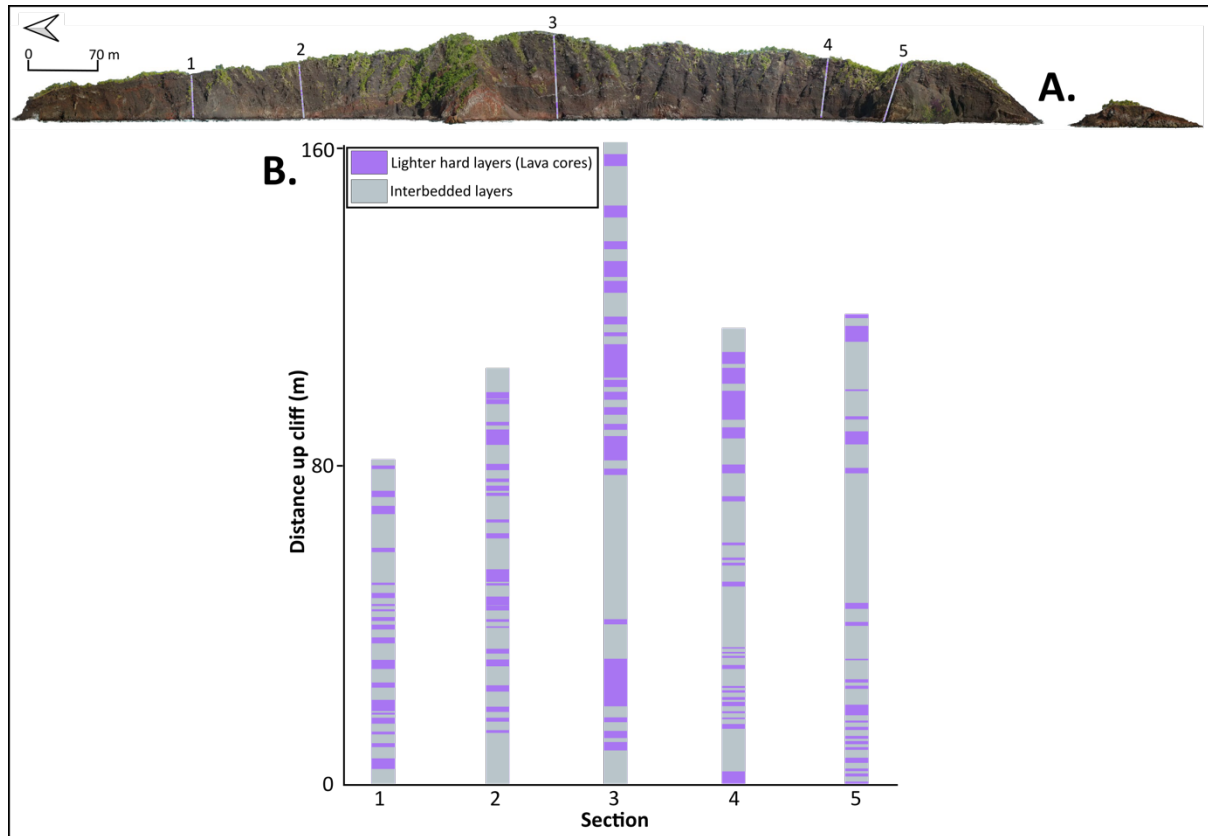 0 70 m
1
2
3
4
5
A.
B.
Lighter hard layers (Lava cores)
Interbedded layers
160
80
0
Distance up cliff (m)
1 2 3 4 5
Section